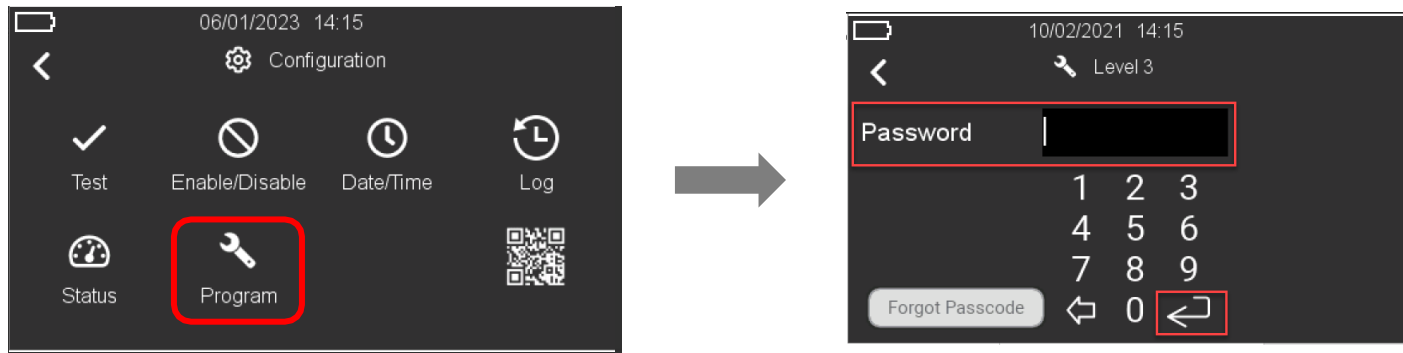 06/01/2023 14:15
Configuration
Test Enable/Disable Date/Time Log
Status Program
10/02/2021 14:15
Level 3
Password
1 2 3
4 5 6
7 8 9
Forgot Passcode 0